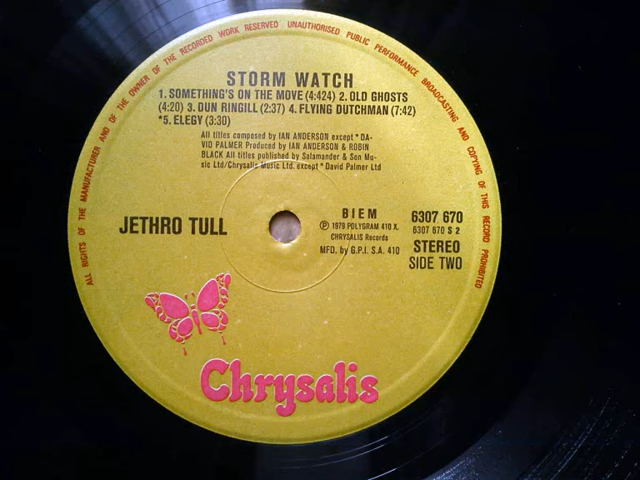 ALL RIGHTS OF THE MANUFACTURER AND OF THE OWNER OF THE RECORDED WORK RESERVED UNAUTHORISED PUBLIC PERFORMANCE BROADCASTING AND COPYING OF THIS RECORD PROHIBITED
STORM WATCH
1. SOMETHING'S ON THE MOVE (4:424) 2. OLD GHOSTS
(4:20) 3. DUN RINGILL (2:37) 4. FLYING DUTCHMAN (7:42)
*5. ELEGY (3:30)
All titles composed by IAN ANDERSON except * DA-
VID PALMER Produced by IAN ANDERSON & ROBIN
BLACK All titles published by Salamander & Son Mu-
sic Ltd/Chrysalis Music Ltd. except * David Palmer Ltd
JETHRO TULL
BIEM
Ⓟ 1979 POLYGRAM 410 X.
CHRYSALIS Records
MFD. by G.P.I. S.A. 410
6307 670
6307 670 S 2
STEREO
SIDE TWO
Chrysalis